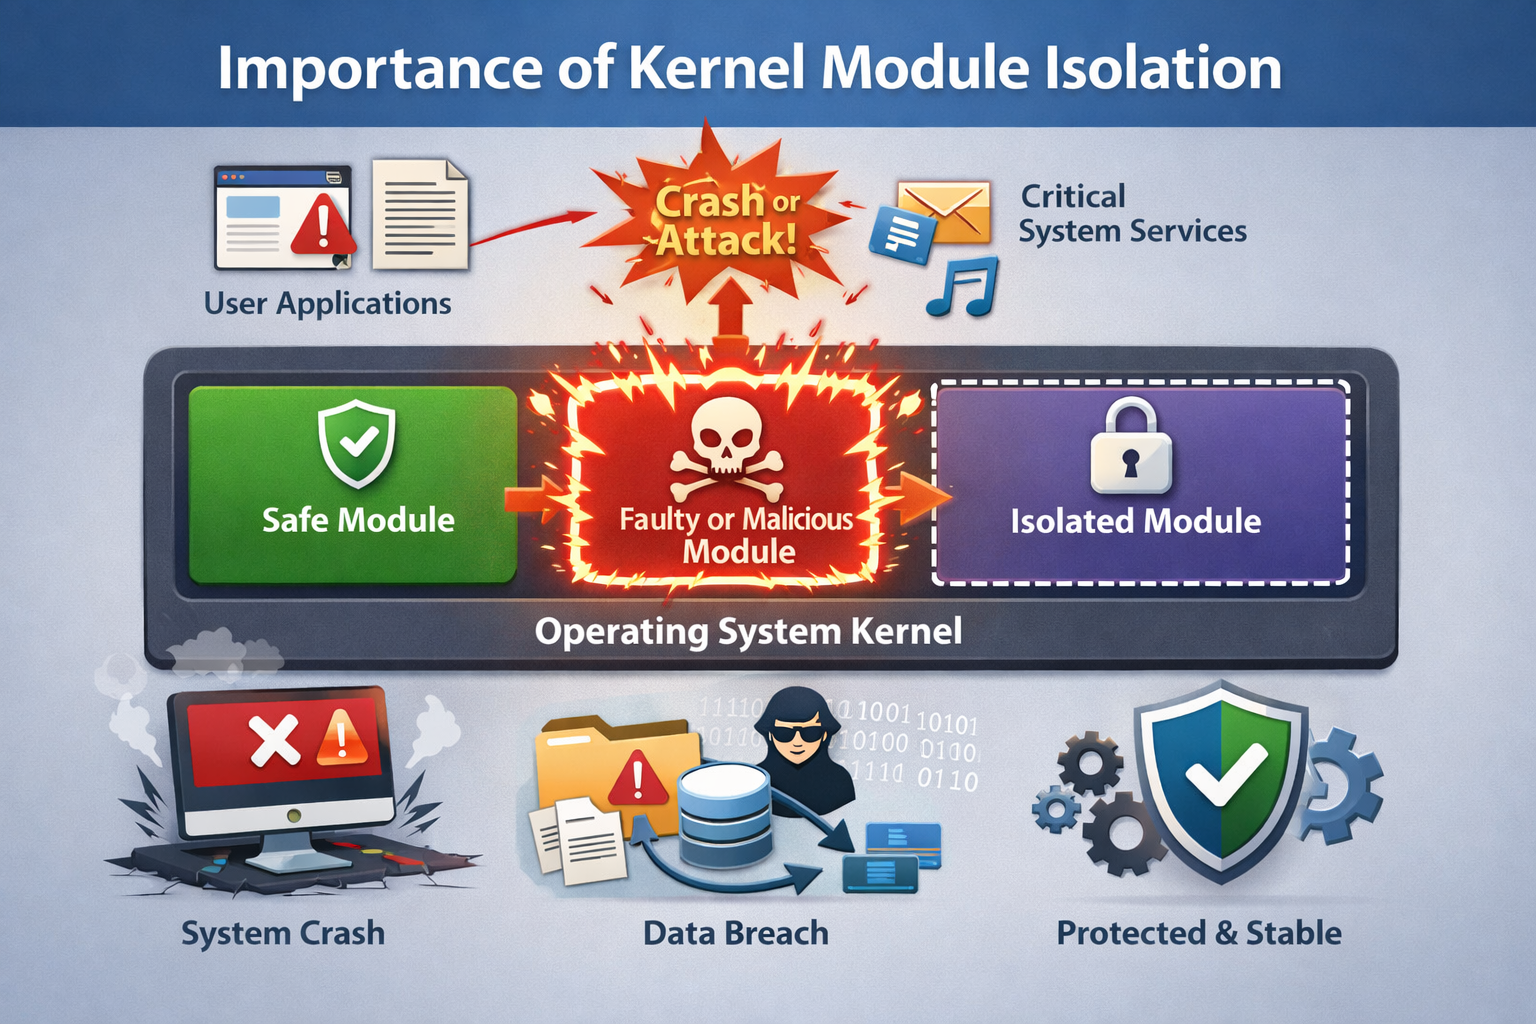 Importance of Kernel Module Isolation
Crash or
Attack!
Critical
System Services
User Applications
Safe Module
Faulty or Malicious
Module
Isolated Module
Operating System Kernel
System Crash
Data Breach
Protected & Stable